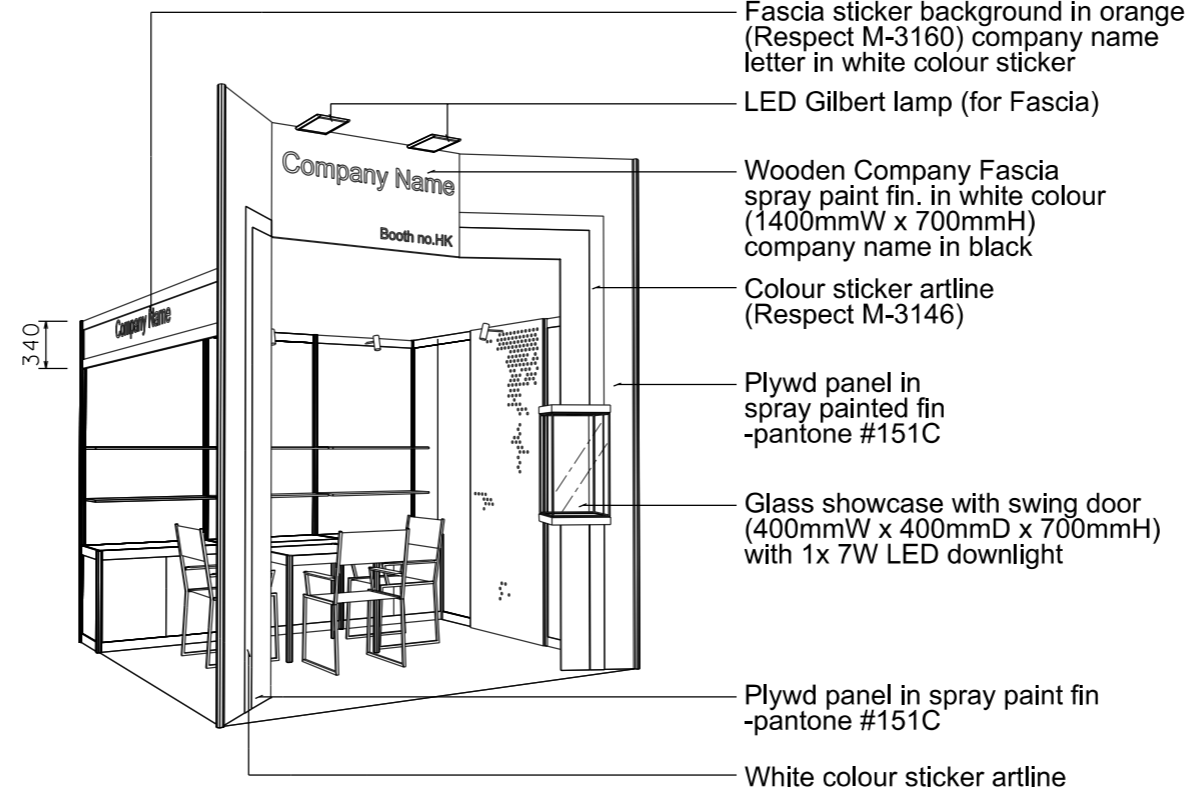 Fascia sticker background in orange
(Respect M-3160) company name
letter in white colour sticker
LED Gilbert lamp (for Fascia)
Wooden Company Fascia
spray paint fin. in white colour
(1400mmW x 700mmH)
company name in black
Colour sticker artline
(Respect M-3146)
Plywd panel in
spray painted fin
-pantone #151C
Glass showcase with swing door
(400mmW x 400mmD x 700mmH)
with 1x 7W LED downlight
Plywd panel in spray paint fin
-pantone #151C
White colour sticker artline
Company Name
Booth no.HK
Company Name
340